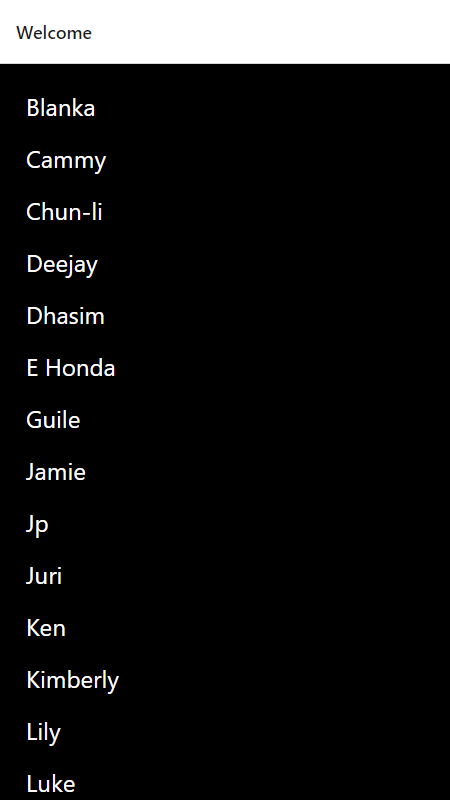 Welcome
Blanka
Cammy
Chun-li
Deejay
Dhasim
E Honda
Guile
Jamie
Jp
Juri
Ken
Kimberly
Lily
Luke